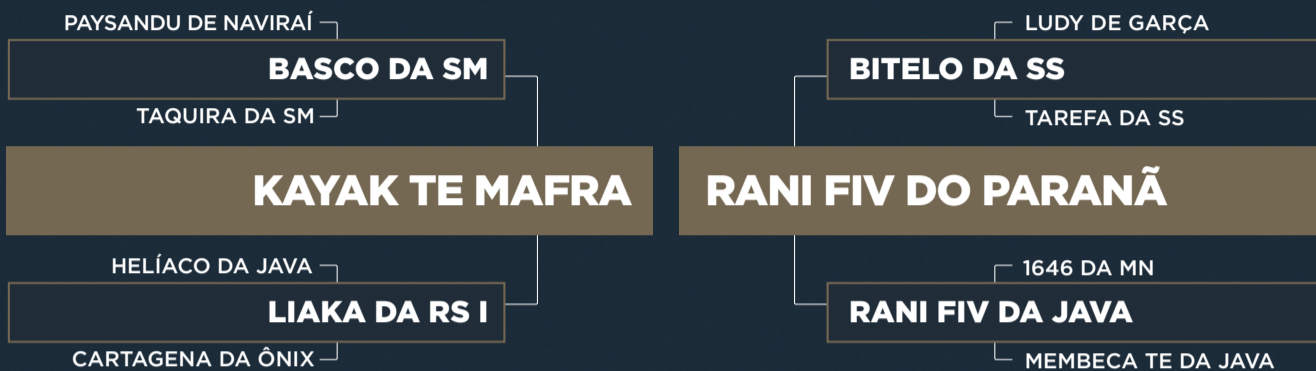 PAYSANDU DE NAVIRAÍ
BASCO DA SM
TAQUIRA DA SM
KAYAK TE MAFRA
HELÍACO DA JAVA
LIAKA DA RS I
CARTAGENA DA ÔNIX
LUDY DE GARÇA
BITELO DA SS
TAREFA DA SS
RANI FIV DO PARANÃ
1646 DA MN
RANI FIV DA JAVA
MEMBECA TE DA JAVA